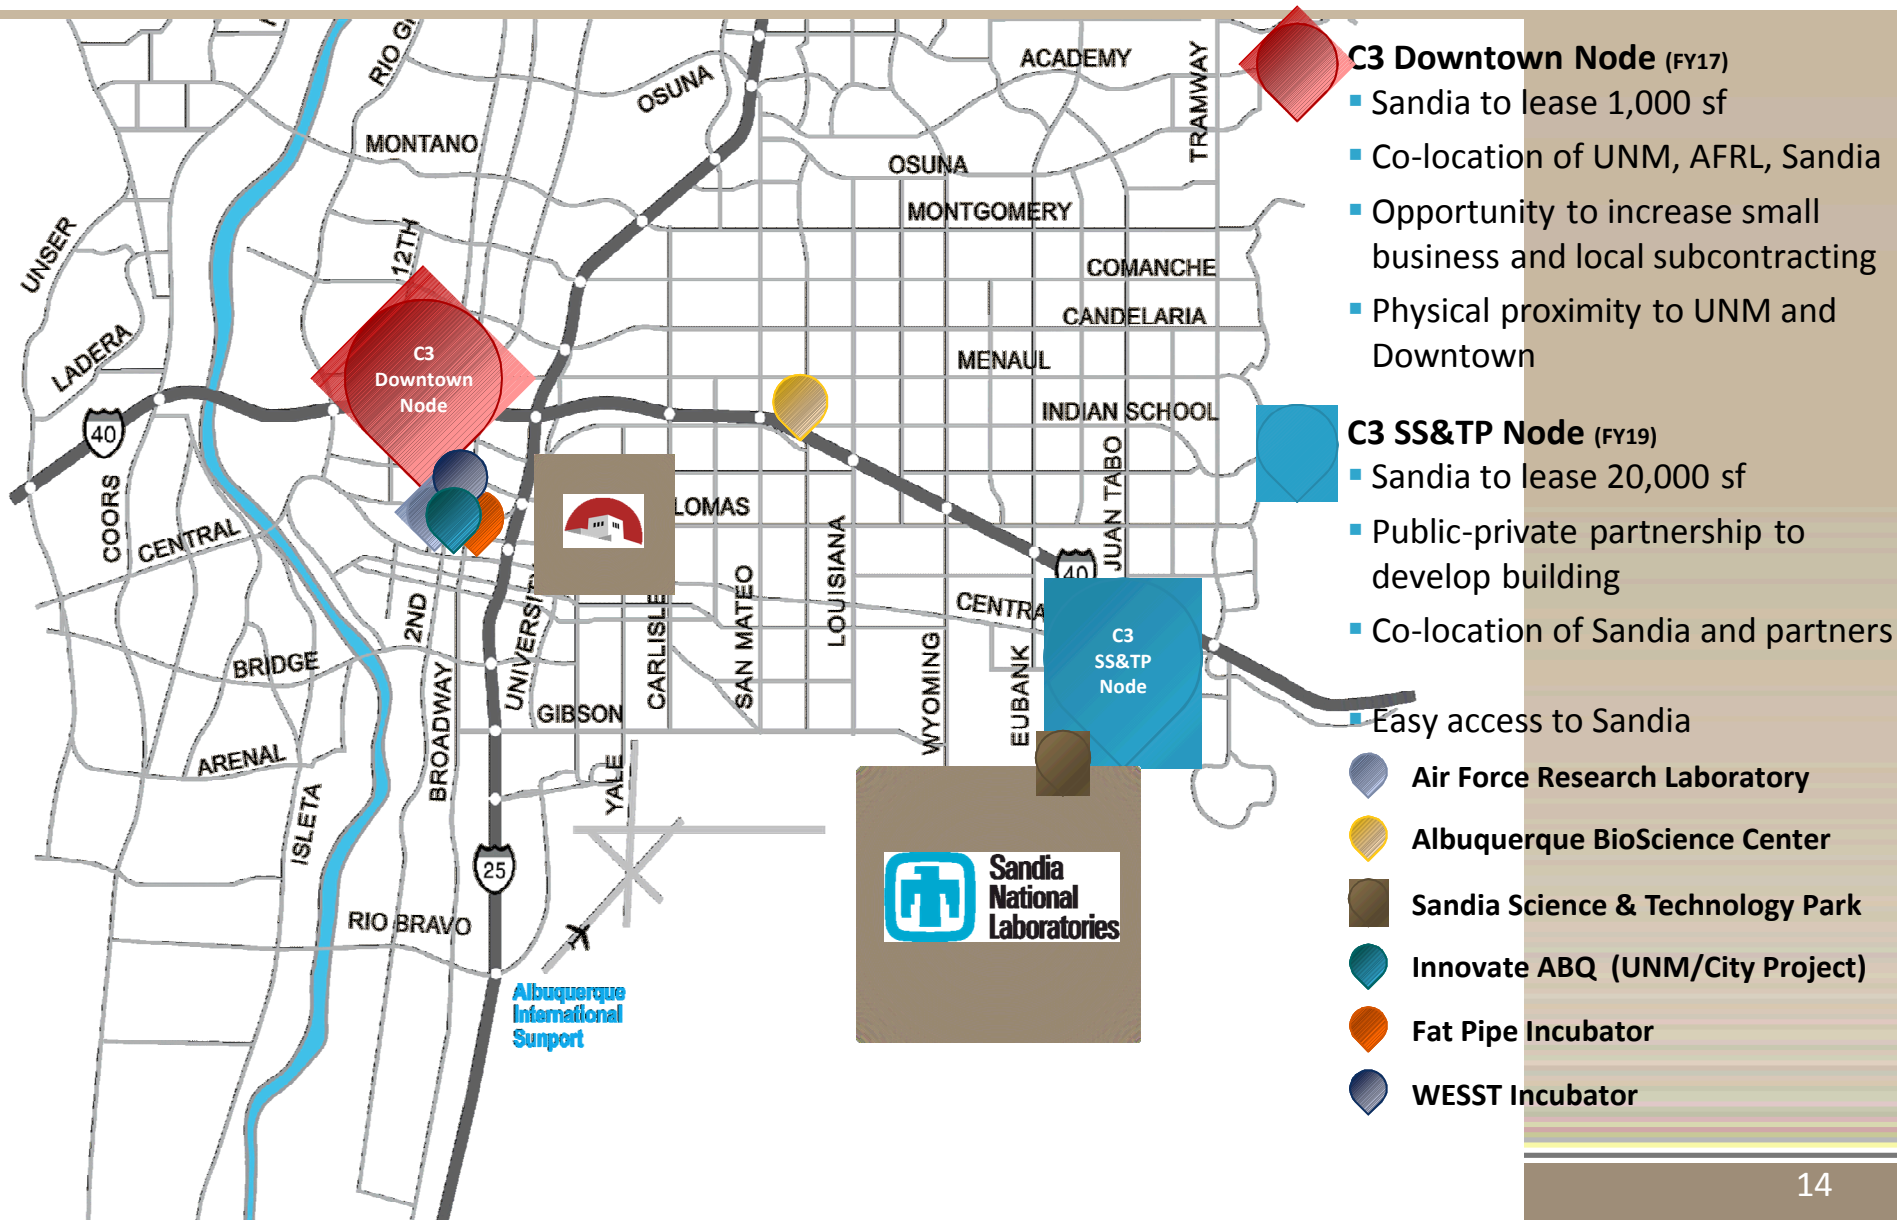 RIO G
ACADEMY
OSUNA
TRAMWAY
MONTANO
OSUNA
UNSER
12TH
MONTGOMERY
COMANCHE
CANDELARIA
LADERA
C3
Downtown
Node
MENAUL
INDIAN SCHOOL
40
COORS
CENTRAL
LOMAS
LOUISIANA
JUAN TABO
40
2ND
UNIVERSIT
CARLISLE
SAN MATEO
CENTRA
C3
SS&TP
Node
BRIDGE
BROADWAY
GIBSON
WYOMING
EUBANK
ARENAL
YALE
ISLETA
25
RIO BRAVO
Sandia
National
Laboratories
Albuquerque
International
Sunport
C3 Downtown Node (FY17)
▪ Sandia to lease 1,000 sf
▪ Co-location of UNM, AFRL, Sandia
▪ Opportunity to increase small
business and local subcontracting
▪ Physical proximity to UNM and
Downtown
C3 SS&TP Node (FY19)
▪ Sandia to lease 20,000 sf
▪ Public-private partnership to
develop building
▪ Co-location of Sandia and partners
▪ Easy access to Sandia
Air Force Research Laboratory
Albuquerque BioScience Center
Sandia Science & Technology Park
Innovate ABQ (UNM/City Project)
Fat Pipe Incubator
WESST Incubator
14